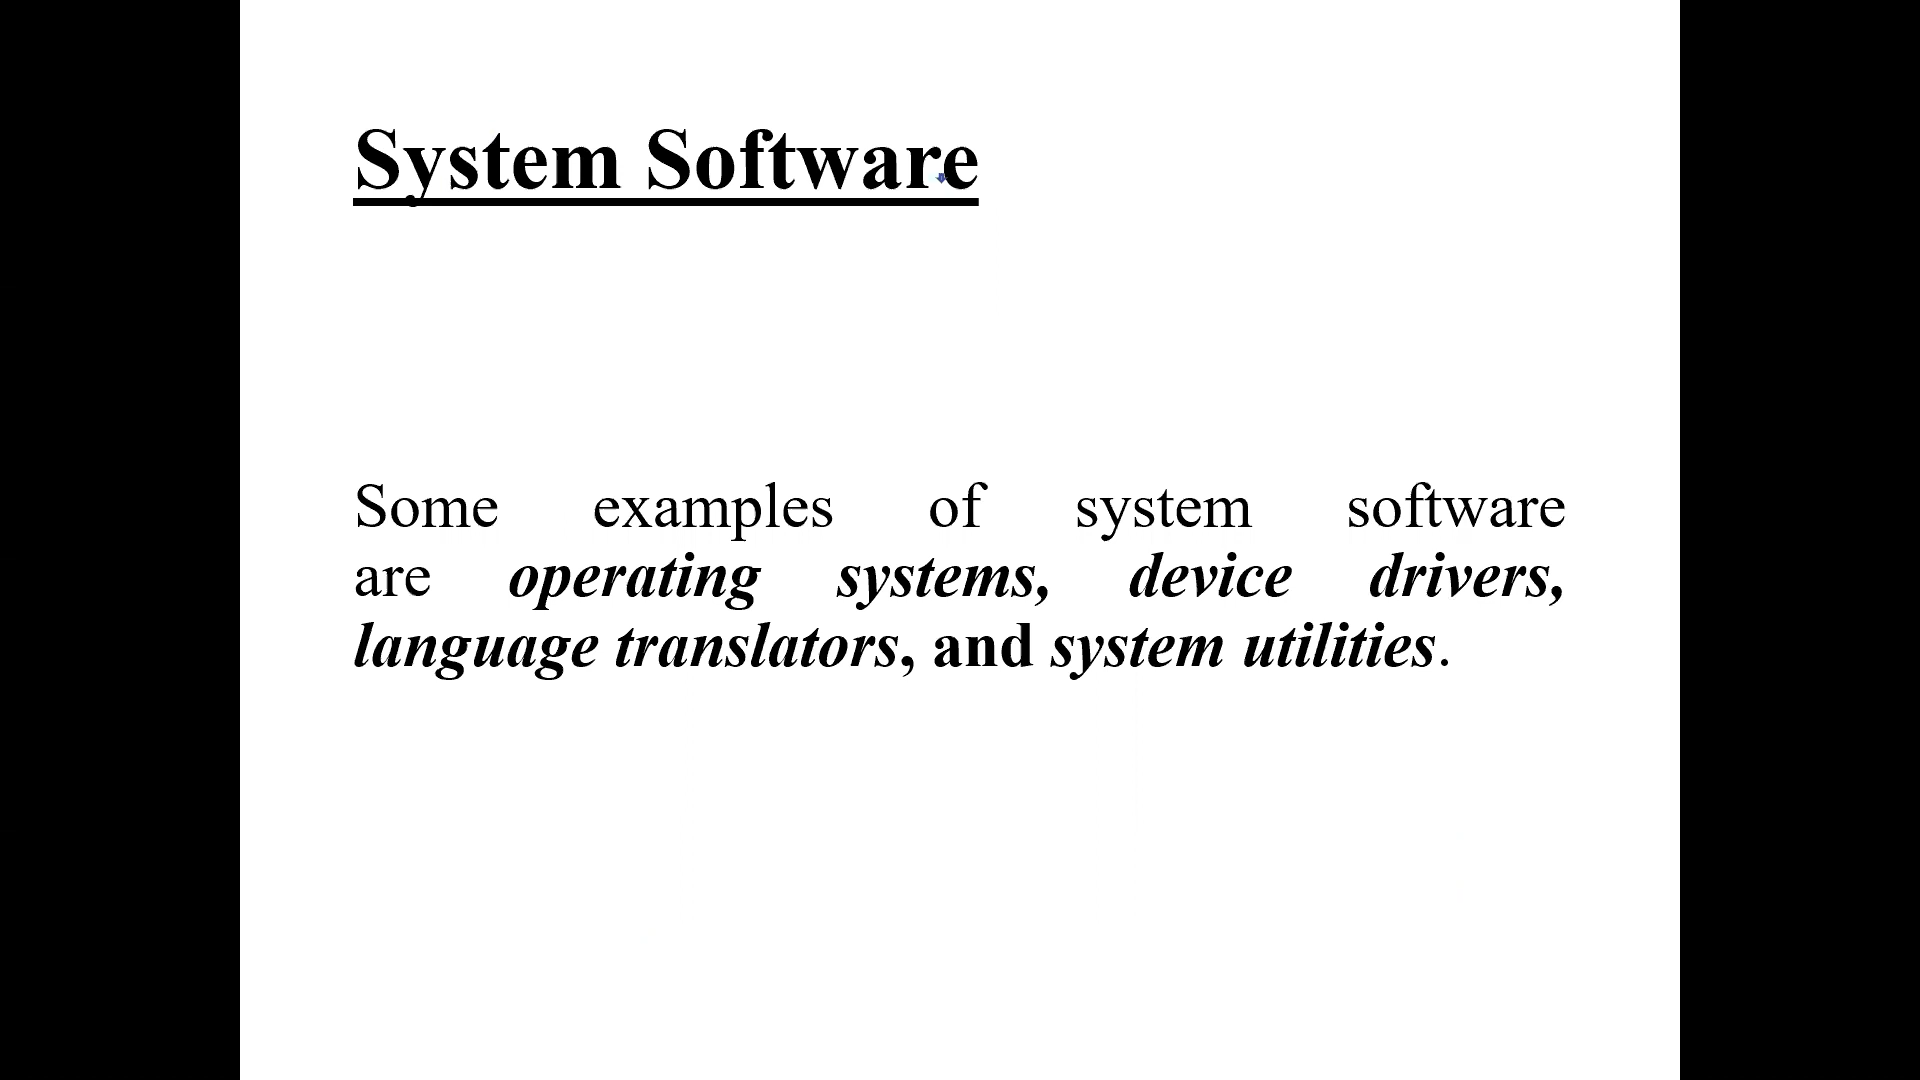 System Software
Some examples of system software
are operating systems, device drivers,
language translators, and system utilities.